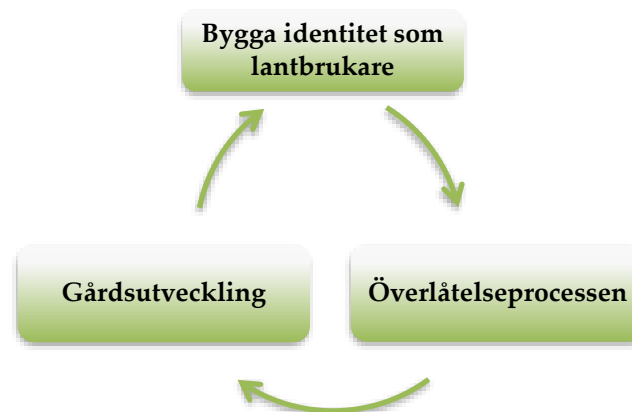 Bygga identitet som
lantbrukare
Gårdsutveckling
Överlåtelseprocessen